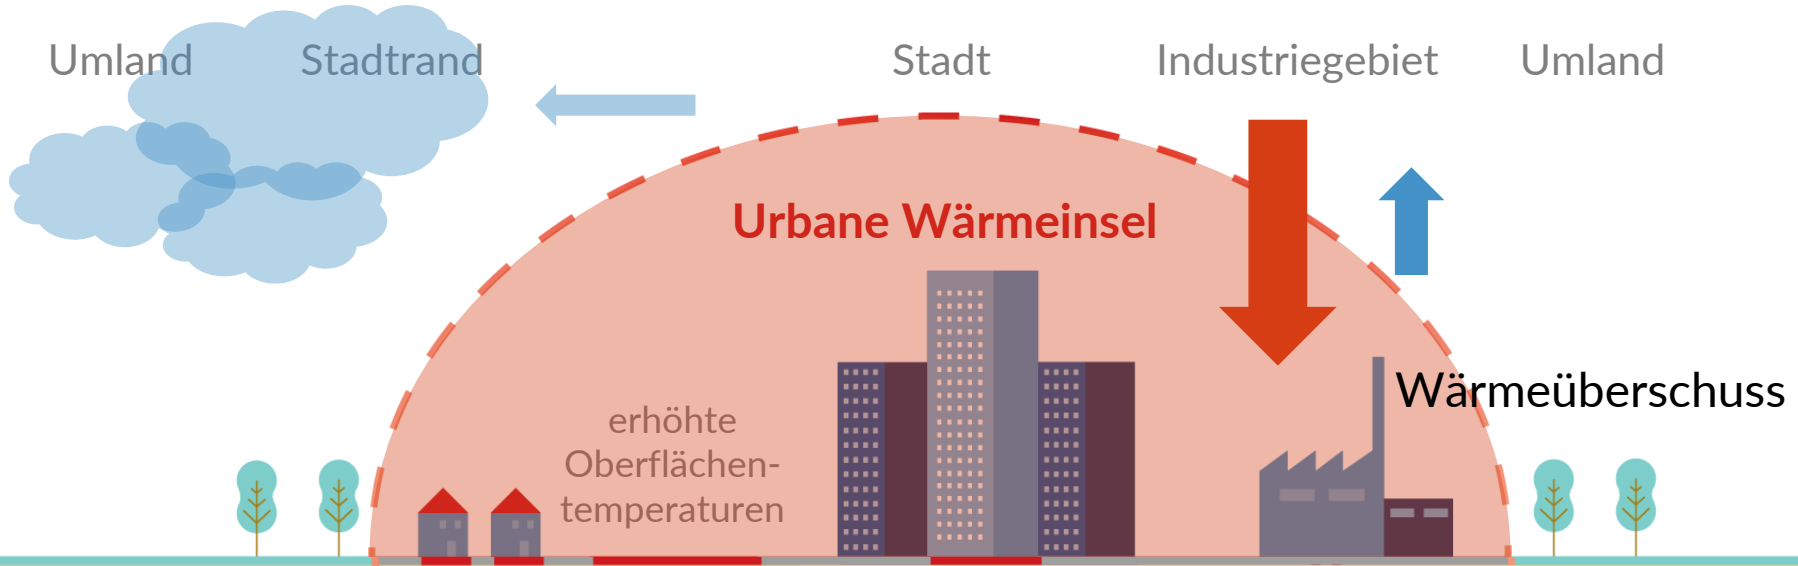 Umland Stadtrand Stadt Industriegebiet Umland
Urbane Wärmeinsel
Wärmeüberschuss
erhöhte
Oberflächen-
temperaturen